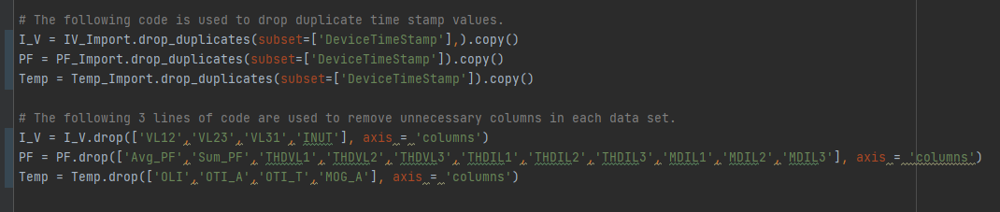 # The following code is used to drop duplicate time stamp values.
I_V = IV_Import.drop_duplicates(subset=['DeviceTimeStamp'],).copy()
PF = PF_Import.drop_duplicates(subset=['DeviceTimeStamp']).copy()
Temp = Temp_Import.drop_duplicates(subset=['DeviceTimeStamp']).copy()
# The following 3 lines of code are used to remove unnecessary columns in each data set.
I_V = I_V.drop(['VL12','VL23','VL31','INUT'], axis = 'columns')
PF = PF.drop(['Avg_PF','Sum_PF','THDVL1','THDVL2','THDVL3','THDIL1','THDIL2','THDIL3','MDIL1','MDIL2','MDIL3'], axis = 'columns')
Temp = Temp.drop(['OLI','OTI_A','OTI_T','MOG_A'], axis = 'columns')